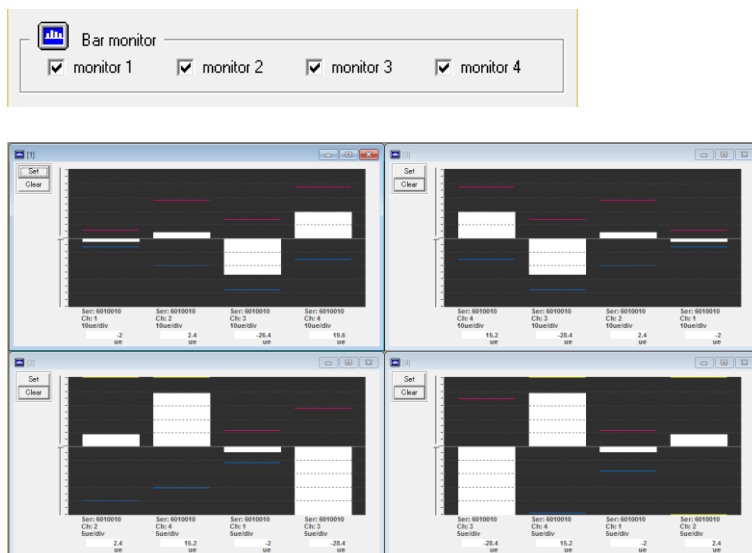 Bar monitor
monitor 1 monitor 2 monitor 3 monitor 4
[1]
Set
Clear
Ser: 6010010 Ser: 6010010 Ser: 6010010 Ser: 6010010
Ch: 1 Ch: 2 Ch: 3 Ch: 4
10ue/div 10ue/div 10ue/div 10ue/div
-2 2.4 -26.4 19.6
ue ue ue ue
[3]
Set
Clear
Ser: 6010010 Ser: 6010010 Ser: 6010010 Ser: 6010010
Ch: 4 Ch: 3 Ch: 2 Ch: 1
10ue/div 10ue/div 10ue/div 10ue/div
15.2 -28.4 2.4 -2
ue ue ue ue
[2]
Set
Clear
Ser: 6010010 Ser: 6010010 Ser: 6010010 Ser: 6010010
Ch: 2 Ch: 4 Ch: 1 Ch: 3
5ue/div 5ue/div 5ue/div 5ue/div
2.4 15.2 -2 -28.4
ue ue ue ue
[4]
Set
Clear
Ser: 6010010 Ser: 6010010 Ser: 6010010 Ser: 6010010
Ch: 3 Ch: 4 Ch: 1 Ch: 2
5ue/div 5ue/div 5ue/div 5ue/div
-28.4 15.2 -2 2.4
ue ue ue ue